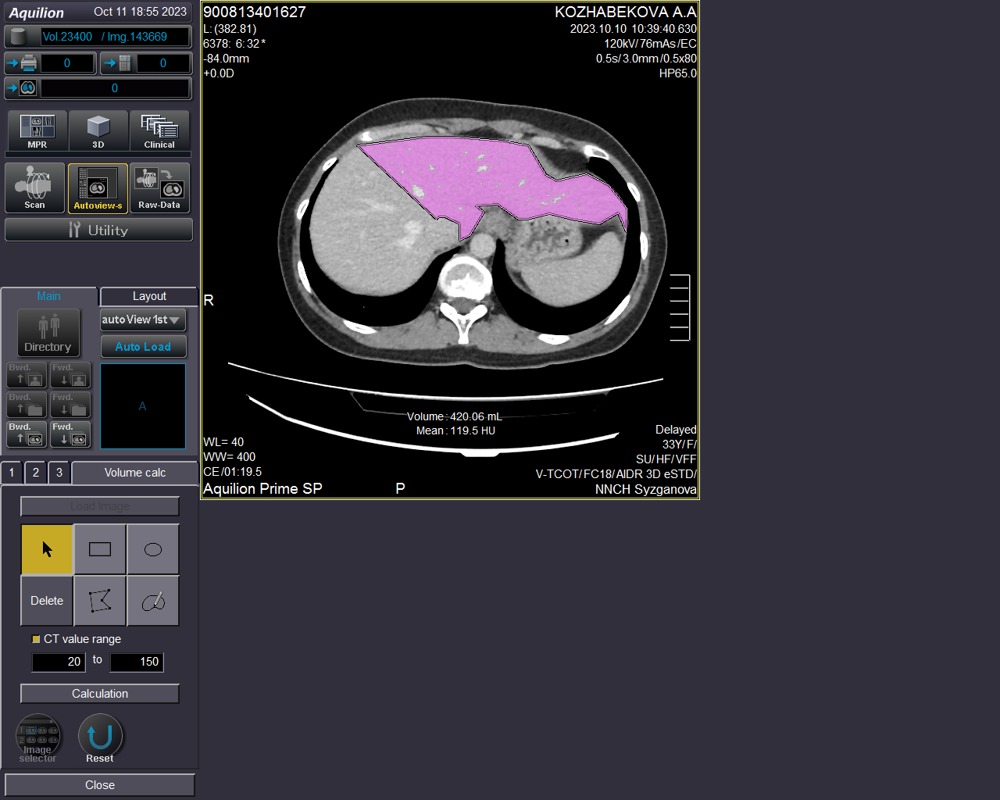 Aquilion Oct 11 18:55 2023
Vol.23400 / Img.143669
0 0
0
MPR 3D Clinical
Scan Autoview-s Raw-Data
Utility
Main Layout
Directory
auto View 1st
Auto Load
Bwd. Fwd.
Bwd. Fwd.
Bwd. Fwd.
A
1 2 3 Volume calc
Load Image
Delete
CT value range
20 to 150
Calculation
Image selector
Reset
Close
900813401627
L: (382.81)
6378: 6:32*
-84.0mm
+0.0D
KOZHABEKOVA A.A
2023.10.10 10:39:40.630
120kV/76mAs/EC
0.5s/3.0mm/0.5x80
HP65.0
R
Volume:420.06 mL
Mean:119.5 HU
WL= 40
WW= 400
CE/01:19.5
Aquilion Prime SP
P
Delayed
33Y/F/
SU/HF/VFF
V-TCOT/FC18/AIDR 3D eSTD/
NNCH Syzganova